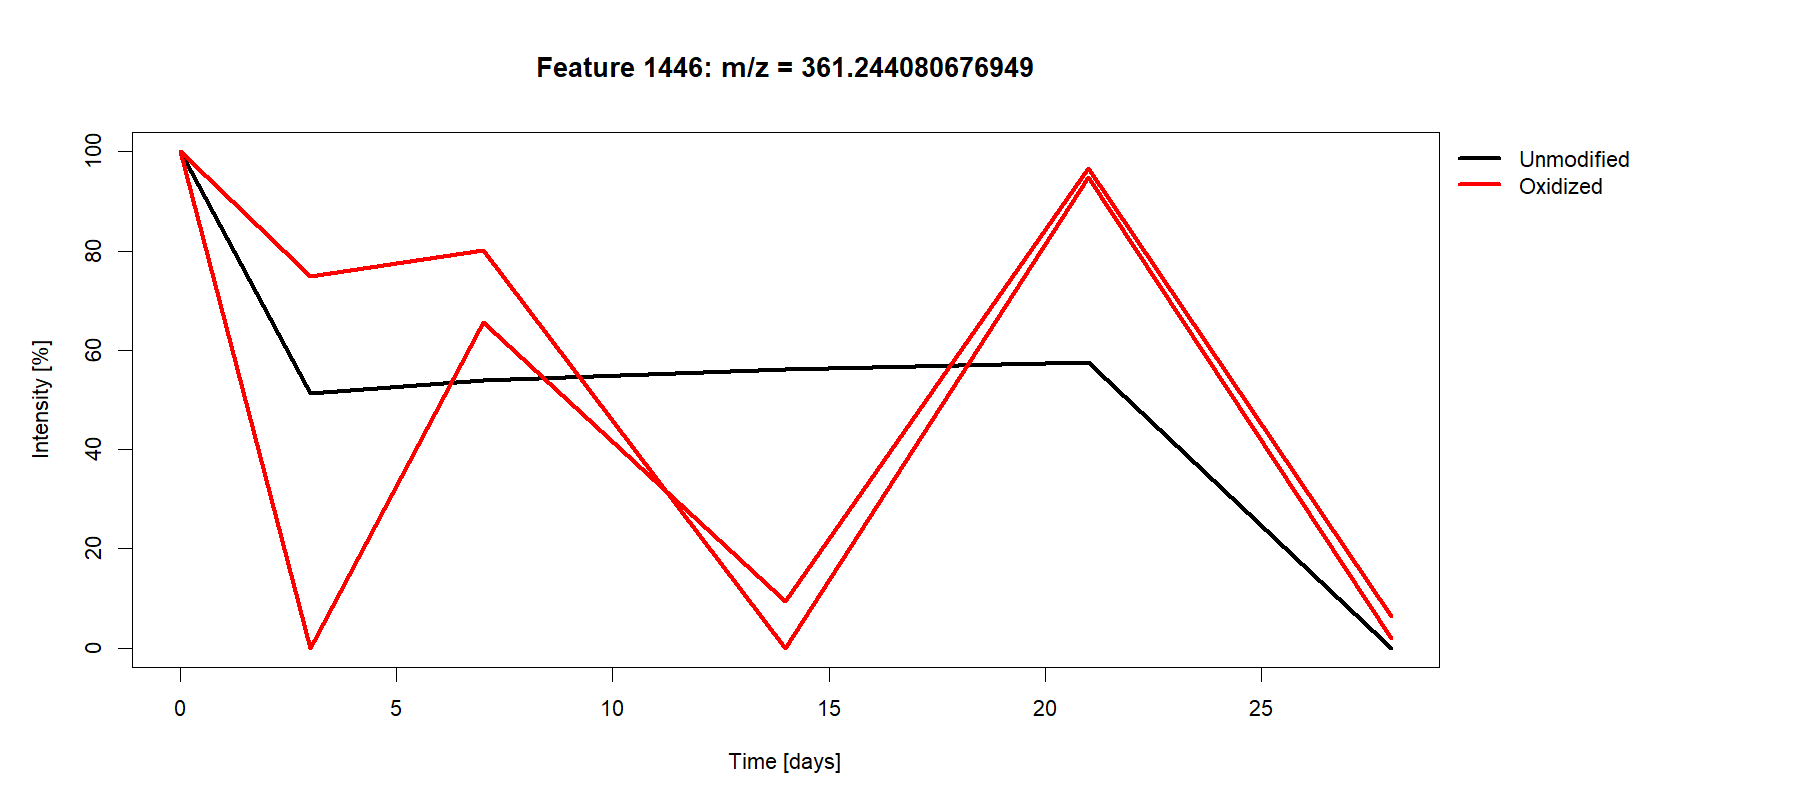 Feature 1446: m/z = 361.244080676949
Unmodified
Oxidized
100
80
60
40
20
0
Intensity [%]
0 5 10 15 20 25
Time [days]